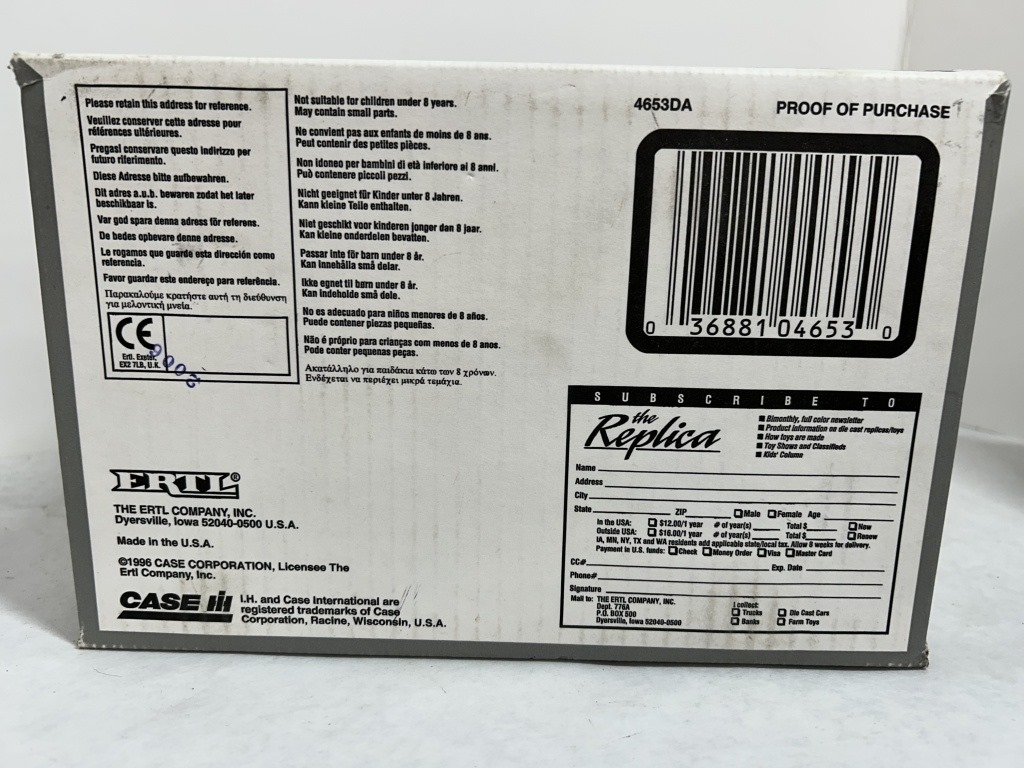 Please retain this address for reference.
Veuillez conserver cette adresse pour
références ultérieures.
Pregasi conservare questo indirizzo per
futuro riferimento.
Diese Adresse bitte aufbewahren.
Dit adres a.u.b. bewaren zodat het later
beschikbaar is.
Var god spara denna adress för referens.
De bedes opbevare denne adresse.
Le rogamos que guarde esta dirección como
referencia.
Favor guardar este endereço para referência.
Παρακαλούμε κρατήστε αυτή τη διεύθυνση
για μελοντική μνεία.
CE
Ertl. Exeter,
EX2 7LB, U.K.
Not suitable for children under 8 years.
May contain small parts.
Ne convient pas aux enfants de moins de 8 ans.
Peut contenir des petites pièces.
Non idoneo per bambini di età inferiore ai 8 anni.
Può contenere piccoli pezzi.
Nicht geeignet für Kinder unter 8 Jahren.
Kann kleine Teile enthalten.
Niet geschikt voor kinderen jonger dan 8 jaar.
Kan kleine onderdelen bevatten.
Passar inte för barn under 8 år.
Kan innehålla små delar.
Ikke egnet til børn under 8 år.
Kan indeholde små dele.
No es adecuado para niños menores de 8 años.
Puede contener piezas pequeñas.
Não é próprio para crianças com menos de 8 anos.
Pode conter pequenas peças.
Ακατάλληλο για παιδάκια κάτω των 8 χρόνων.
Ενδέχεται να περιέχει μικρά τεμάχια.
ERTL®
THE ERTL COMPANY, INC.
Dyersville, Iowa 52040-0500 U.S.A.
Made in the U.S.A.
©1996 CASE CORPORATION, Licensee The
Ertl Company, Inc.
CASE IH
I.H. and Case International are
registered trademarks of Case
Corporation, Racine, Wisconsin, U.S.A.
4653DA PROOF OF PURCHASE
0 36881 04653 0
SUBSCRIBE TO
the
Replica
Bimonthly, full color newsletter
Product information on die cast replicas/toys
How toys are made
Toy Shows and Classifieds
Kids' Column
Name
Address
City
State ZIP Male Female Age
In the USA: $12.00/1 year # of year(s) Total $ New
Outside USA: $16.00/1 year # of year(s) Total $ Renew
IA, MN, NY, TX and WA residents add applicable state/local tax. Allow 8 weeks for delivery.
Payment in U.S. funds: Check Money Order Visa Master Card
CC# Exp. Date
Phone#
Signature
Mail to: THE ERTL COMPANY, INC.
Dept. 776A
P.O. BOX 500
Dyersville, Iowa 52040-0500
I collect:
Trucks Die Cast Cars
Banks Farm Toys